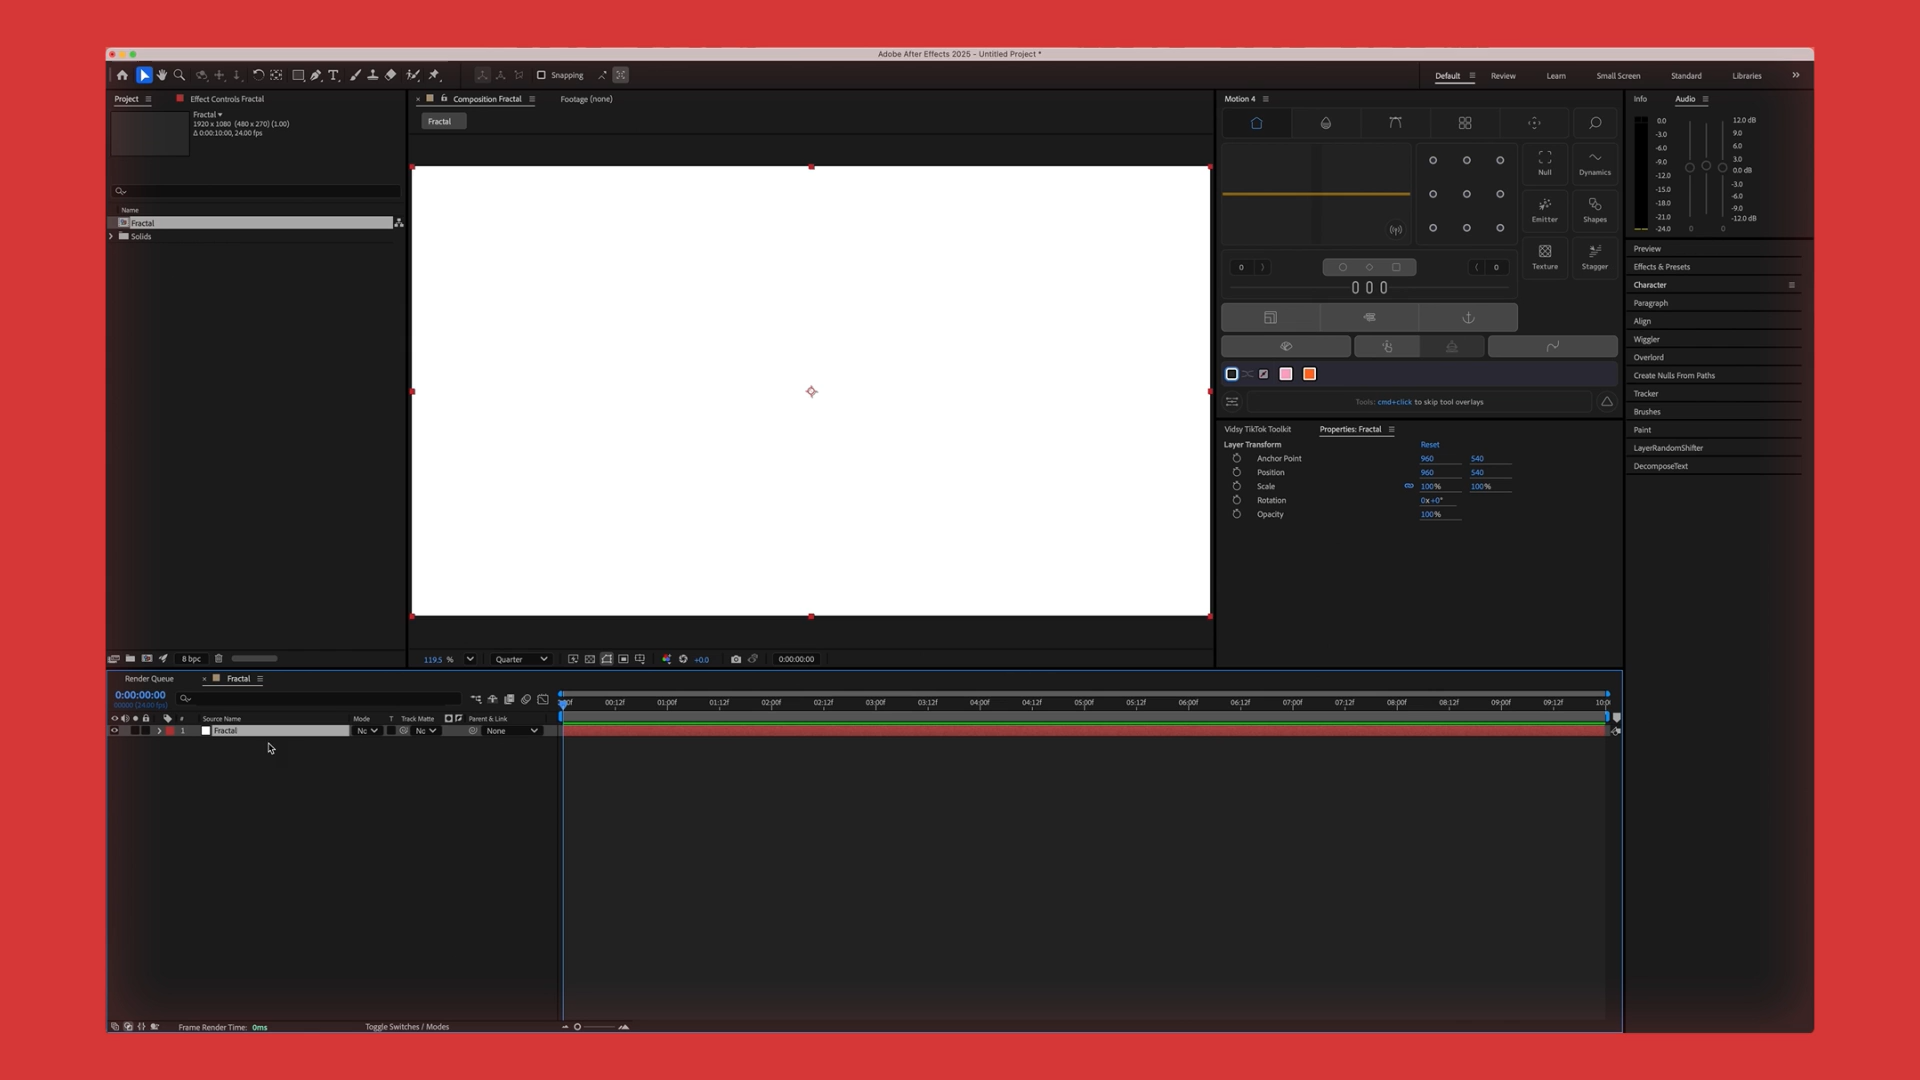 Adobe After Effects 2025 - Untitled Project *
Snapping
Default
Review
Learn
Small Screen
Standard
Libraries
Project
Effect Controls Fractal
Fractal
1920 x 1080 (480 x 270) (1.00)
Δ 0:00:10:00, 24.00 fps
Name
Fractal
Solids
8 bpc
Composition Fractal
Footage (none)
Fractal
119.5 %
Quarter
+0.0
0:00:00:00
Motion 4
Null
Dynamics
Emitter
Shapes
Texture
Stagger
0
0
Tools: cmd+click to skip tool overlays
Vidsy TikTok Toolkit
Properties: Fractal
Layer Transform
Reset
Anchor Point 960 540
Position 960 540
Scale 100% 100%
Rotation 0x+0°
Opacity 100%
Info
Audio
0.0
-3.0
-6.0
-9.0
-12.0
-15.0
-18.0
-21.0
-24.0
12.0 dB
9.0
6.0
3.0
0.0 dB
-3.0
-6.0
-9.0
-12.0 dB
0
0
Preview
Effects & Presets
Character
Paragraph
Align
Wiggler
Overlord
Create Nulls From Paths
Tracker
Brushes
Paint
LayerRandomShifter
DecomposeText
Render Queue
Fractal
0:00:00:00
00000 (24.00 fps)
00:12f 01:00f 01:12f 02:00f 02:12f 03:00f 03:12f 04:00f 04:12f 05:00f 05:12f 06:00f 06:12f 07:00f 07:12f 08:00f 08:12f 09:00f 09:12f
# Source Name Mode T Track Matte Parent & Link
1 Fractal None
Frame Render Time: 0ms
Toggle Switches / Modes